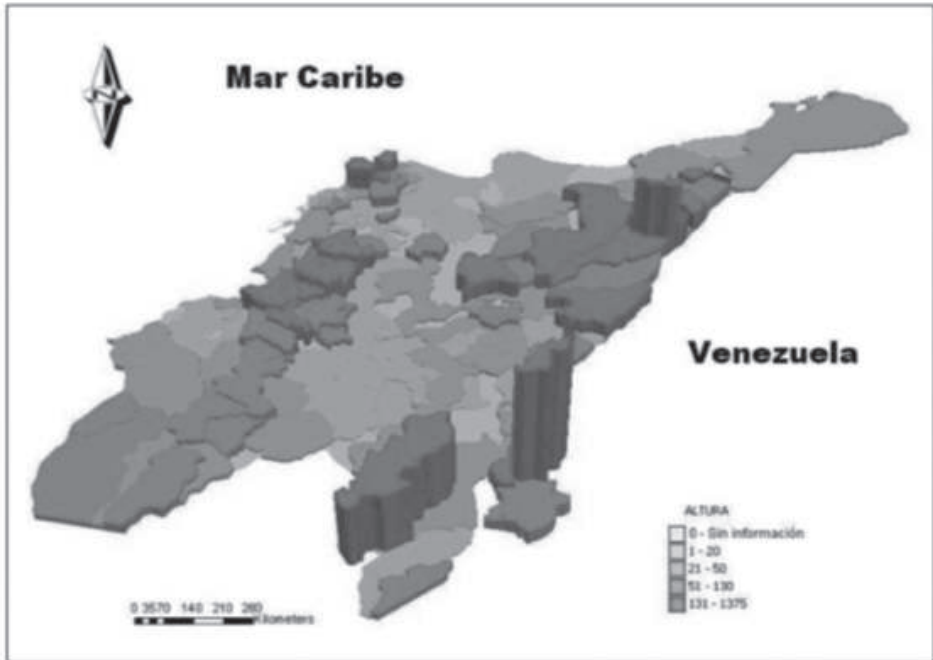 Mar Caribe
Venezuela
ALTURA
0 - Sin información
1 - 20
21 - 50
51 - 130
131 - 1375
0 3570 140 210 280
Kilometers